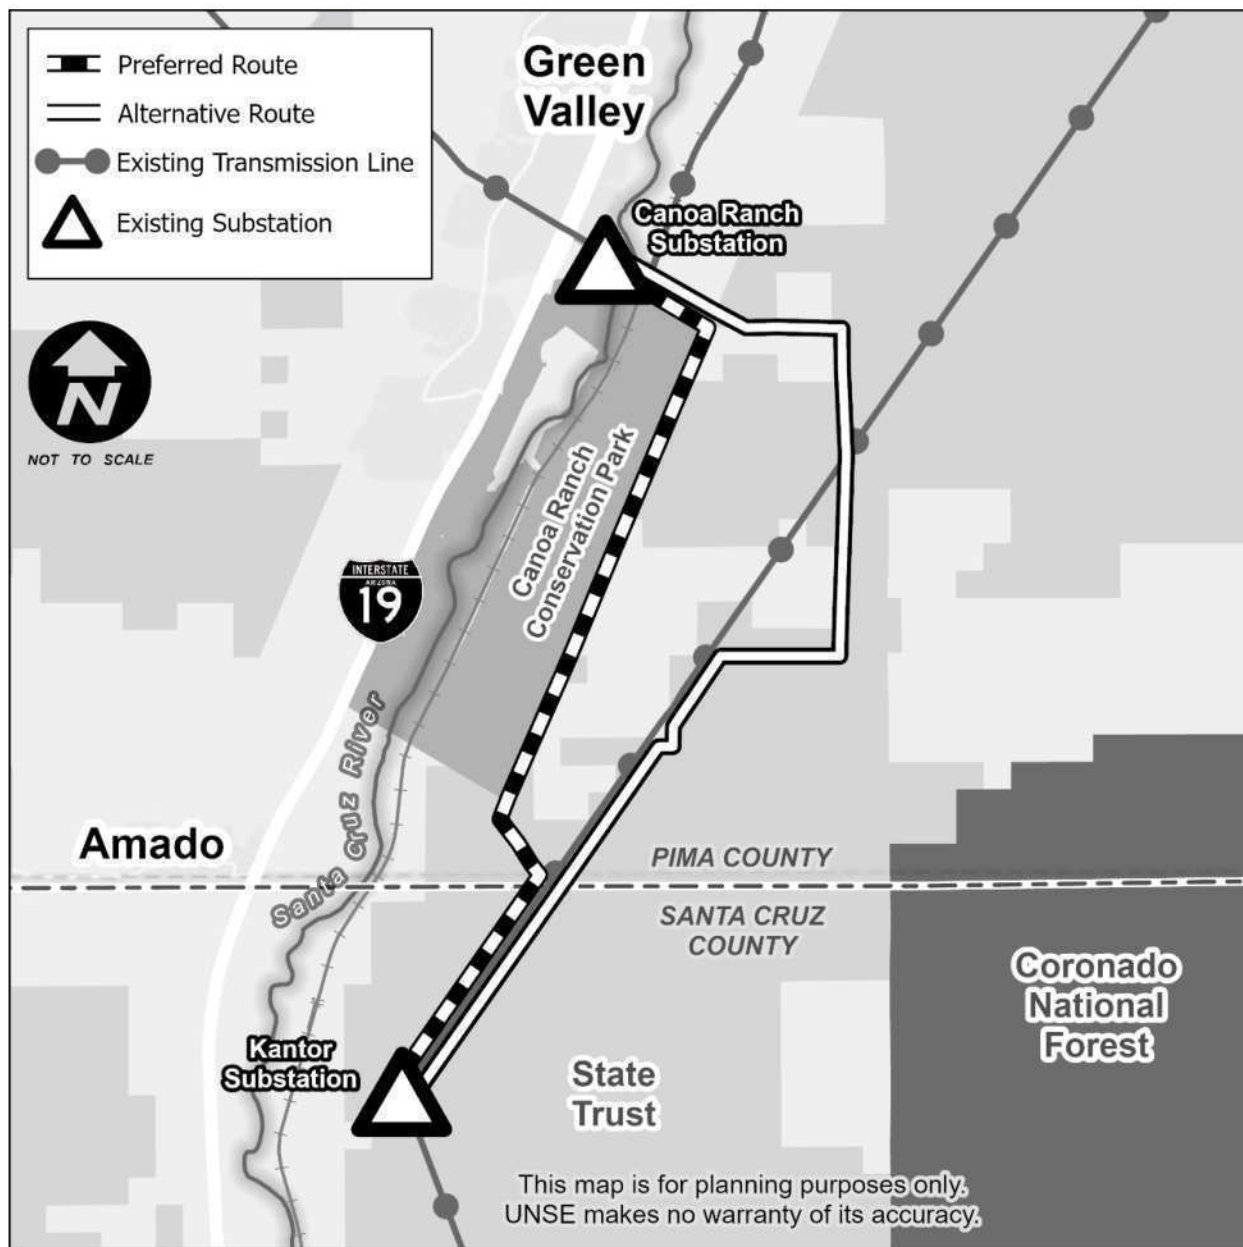 Preferred Route
Alternative Route
Existing Transmission Line
Existing Substation
Green
Valley
Canoa Ranch
Substation
N
NOT TO SCALE
Canoa Ranch
Conservation Park
INTERSTATE
ARIZONA
19
Santa Cruz River
Amado
PIMA COUNTY
SANTA CRUZ
COUNTY
Coronado
National
Forest
Kantor
Substation
State
Trust
This map is for planning purposes only.
UNSE makes no warranty of its accuracy.